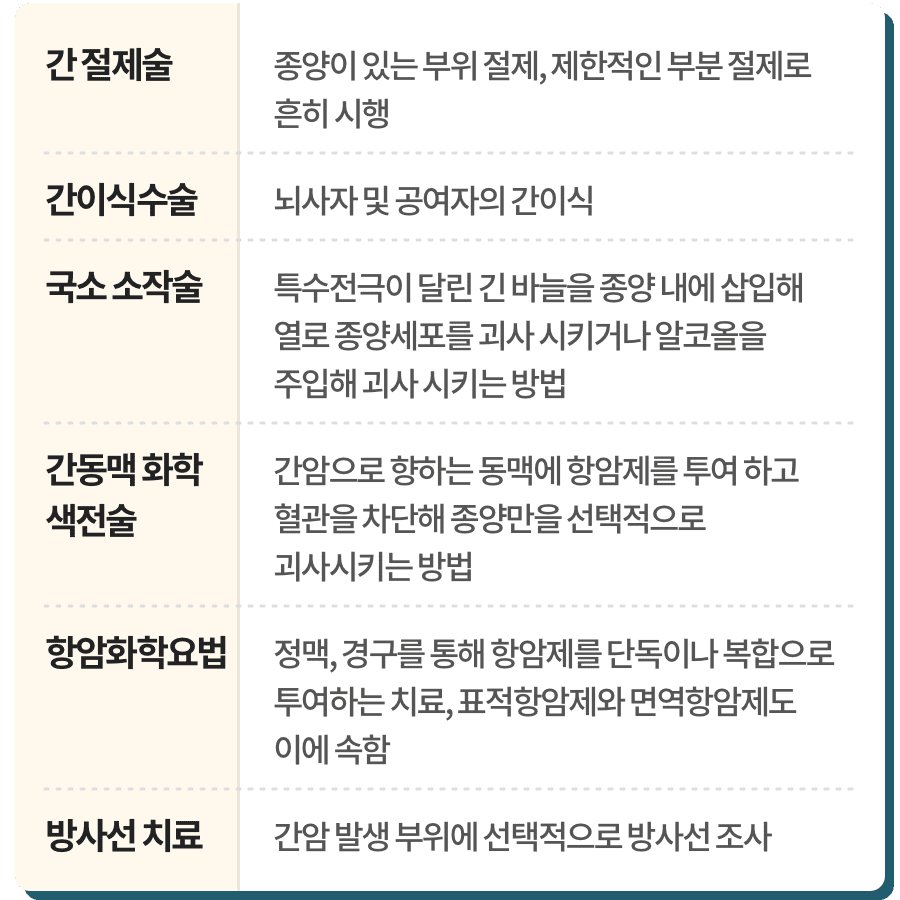 간 절제술
종양이 있는 부위 절제, 제한적인 부분 절제로
흔히 시행
간이식수술
뇌사자 및 공여자의 간이식
국소 소작술
특수전극이 달린 긴 바늘을 종양 내에 삽입해
열로 종양세포를 괴사 시키거나 알코올을
주입해 괴사 시키는 방법
간동맥 화학
색전술
간암으로 향하는 동맥에 항암제를 투여 하고
혈관을 차단해 종양만을 선택적으로
괴사시키는 방법
항암화학요법
정맥, 경구를 통해 항암제를 단독이나 복합으로
투여하는 치료, 표적항암제와 면역항암제도
이에 속함
방사선 치료
간암 발생 부위에 선택적으로 방사선 조사